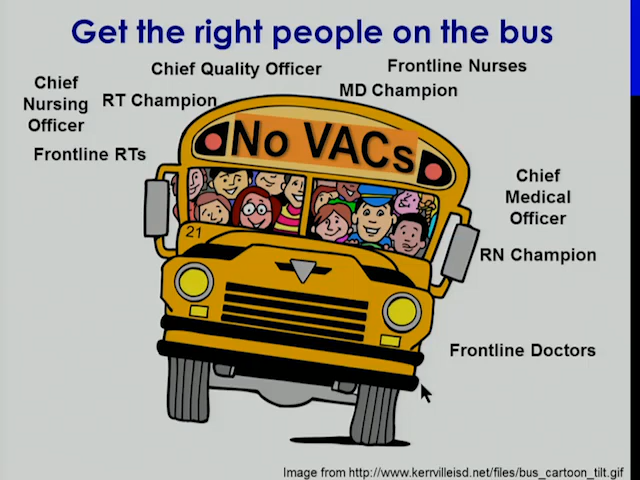 Get the right people on the bus
Chief Quality Officer
Frontline Nurses
Chief
Nursing
Officer
RT Champion
MD Champion
Frontline RTs
No VACs
Chief
Medical
Officer
21
RN Champion
Frontline Doctors
Image from http://www.kerrvilleisd.net/files/bus_cartoon_tilt.gif